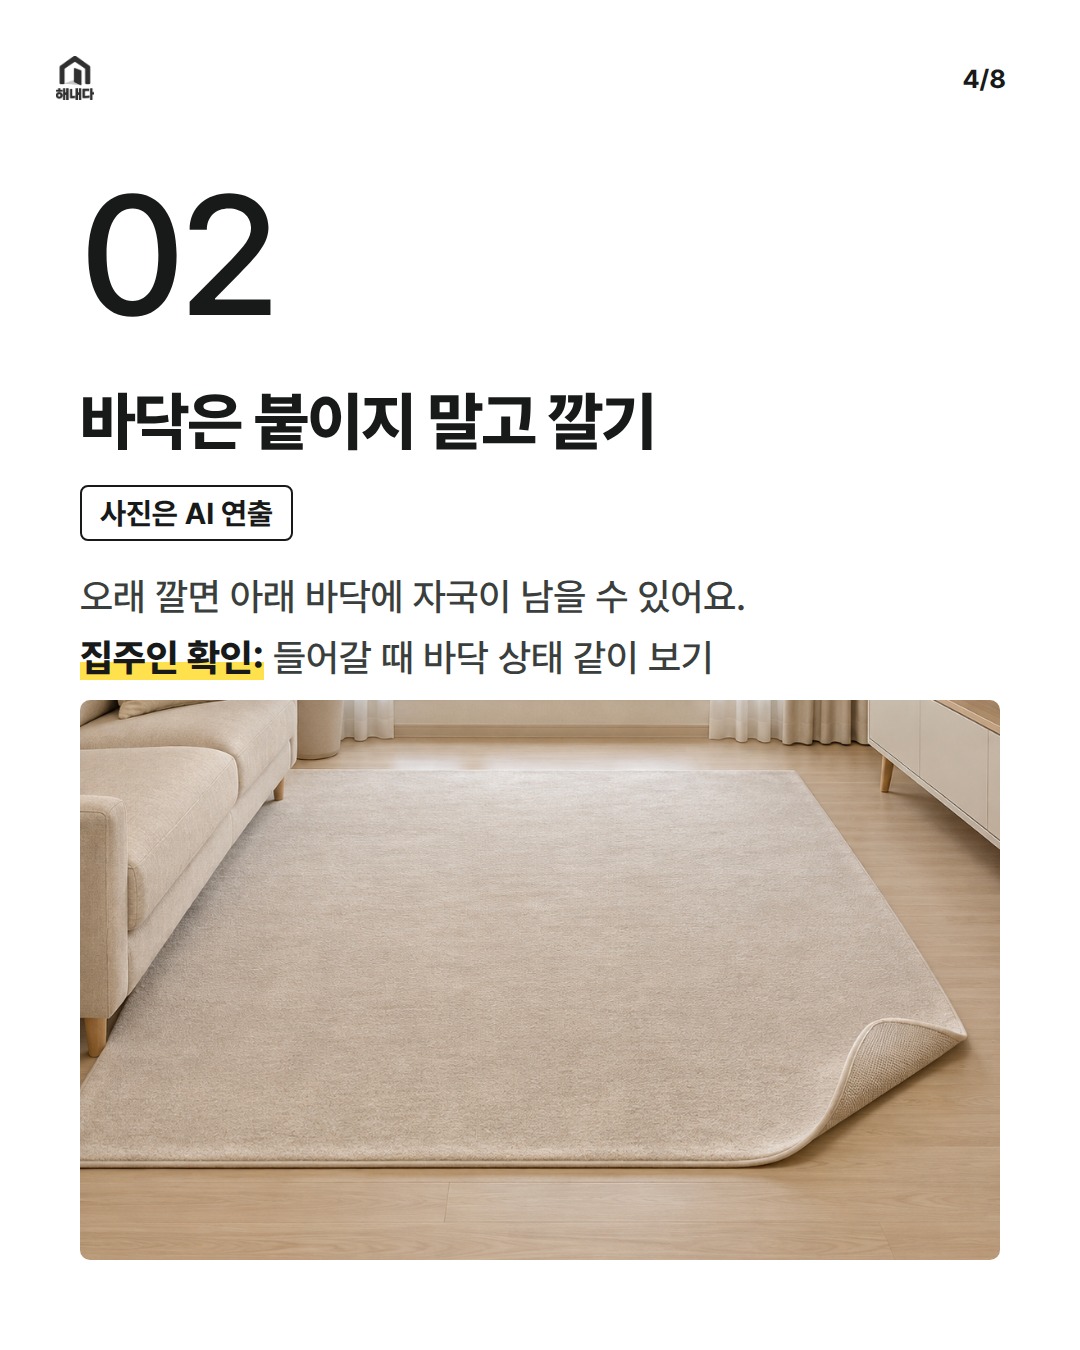 해내다
4/8
02
바닥은 붙이지 말고 깔기
사진은 AI 연출
오래 깔면 아래 바닥에 자국이 남을 수 있어요.
집주인 확인: 들어갈 때 바닥 상태 같이 보기